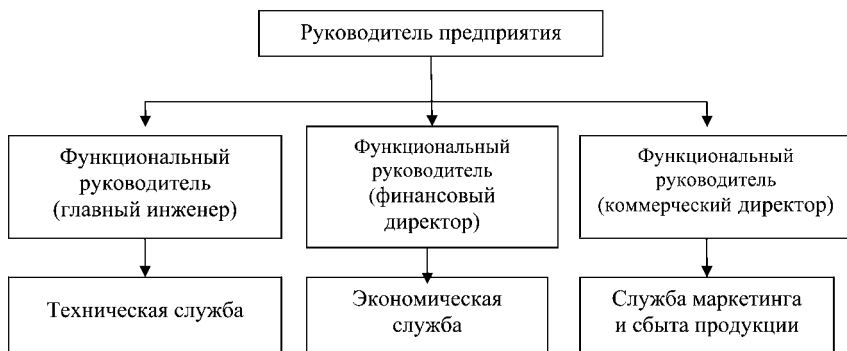 Руководитель предприятия
Функциональный
руководитель
(главный инженер)
Функциональный
руководитель
(финансовый
директор)
Функциональный
руководитель
(коммерческий директор)
Техническая служба
Экономическая
служба
Служба маркетинга
и сбыта продукции